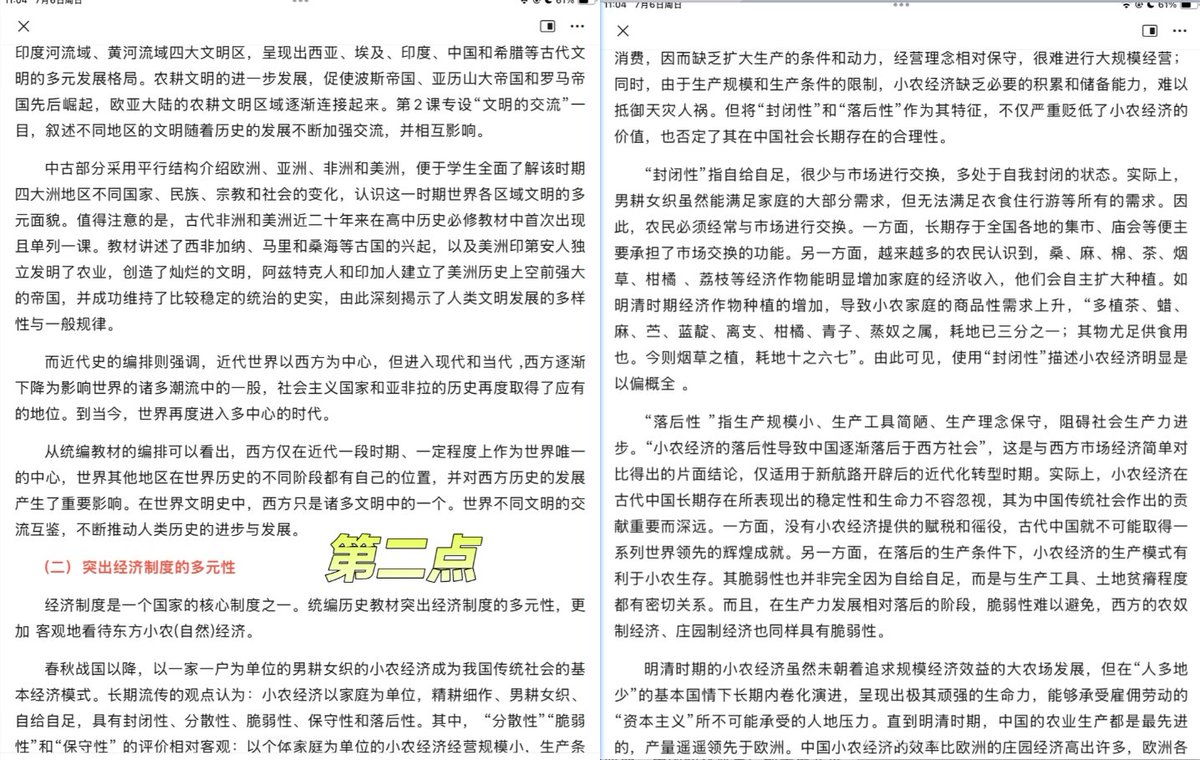 11:04 7月6日周日
61%
印度河流域、黄河流域四大文明区，呈现出西亚、埃及、印度、中国和希腊等古代文
明的多元发展格局。农耕文明的进一步发展，促使波斯帝国、亚历山大帝国和罗马帝
国先后崛起，欧亚大陆的农耕文明区域逐渐连接起来。第2课专设“文明的交流”一
目，叙述不同地区的文明随着历史的发展不断加强交流，并相互影响。
中古部分采用平行结构介绍欧洲、亚洲、非洲和美洲，便于学生全面了解该时期
四大洲地区不同国家、民族、宗教和社会的变化，认识这一时期世界各区域文明的多
元面貌。值得注意的是，古代非洲和美洲近二十年来在高中历史必修教材中首次出现
且单列一课。教材讲述了西非加纳、马里和桑海等古国的兴起，以及美洲印第安人独
立发明了农业，创造了灿烂的文明，阿兹特克人和印加人建立了美洲历史上空前强大
的帝国，并成功维持了比较稳定的统治的史实，由此深刻揭示了人类文明发展的多样
性与一般规律。
而近代史的编排则强调，近代世界以西方为中心，但进入现代和当代 ,西方逐渐
下降为影响世界的诸多潮流中的一股，社会主义国家和亚非拉的历史再度取得了应有
的地位。到当今，世界再度进入多中心的时代。
从统编教材的编排可以看出，西方仅在近代一段时期、一定程度上作为世界唯一
的中心，世界其他地区在世界历史的不同阶段都有自己的位置，并对西方历史的发展
产生了重要影响。在世界文明史中，西方只是诸多文明中的一个。世界不同文明的交
流互鉴，不断推动人类历史的进步与发展。
第二点
（二） 突出经济制度的多元性
经济制度是一个国家的核心制度之一。统编历史教材突出经济制度的多元性，更
加 客观地看待东方小农(自然)经济。
春秋战国以降，以一家一户为单位的男耕女织的小农经济成为我国传统社会的基
本经济模式。长期流传的观点认为：小农经济以家庭为单位，精耕细作、男耕女织、
自给自足，具有封闭性、分散性、脆弱性、保守性和落后性。其中， “分散性”“脆弱
性”和“保守性” 的评价相对客观：以个体家庭为单位的小农经济经营规模小，生产条
11:04 7月6日周日
61%
消费，因而缺乏扩大生产的条件和动力，经营理念相对保守，很难进行大规模经营；
同时，由于生产规模和生产条件的限制，小农经济缺乏必要的积累和储备能力，难以
抵御天灾人祸。但将“封闭性”和“落后性”作为其特征，不仅严重贬低了小农经济的
价值，也否定了其在中国社会长期存在的合理性。
“封闭性”指自给自足，很少与市场进行交换，多处于自我封闭的状态。实际上，
男耕女织虽然能满足家庭的大部分需求，但无法满足衣食住行游等所有的需求。因
此，农民必须经常与市场进行交换。一方面，长期存于全国各地的集市、庙会等便主
要承担了市场交换的功能。另一方面，越来越多的农民认识到，桑、麻、棉、茶、烟
草、柑橘 、荔枝等经济作物能明显增加家庭的经济收入，他们会自主扩大种植。如
明清时期经济作物种植的增加，导致小农家庭的商品性需求上升，“多植茶、蜡、
麻、苎、蓝靛、离支、柑橘、青子、蒸奴之属，耗地已三分之一；其物尤足供食用
也。今则烟草之植，耗地十之六七”。由此可见，使用“封闭性”描述小农经济明显是
以偏概全 。
“落后性 ”指生产规模小、生产工具简陋、生产理念保守，阻碍社会生产力进
步。“小农经济的落后性导致中国逐渐落后于西方社会”，这是与西方市场经济简单对
比得出的片面结论，仅适用于新航路开辟后的近代化转型时期。实际上，小农经济在
古代中国长期存在所表现出的稳定性和生命力不容忽视，其为中国传统社会作出的贡
献重要而深远。一方面，没有小农经济提供的赋税和徭役，古代中国就不可能取得一
系列世界领先的辉煌成就。另一方面，在落后的生产条件下，小农经济的生产模式有
利于小农生存。其脆弱性也并非完全因为自给自足，而是与生产工具、土地贫瘠程度
都有密切关系。而且，在生产力发展相对落后的阶段，脆弱性难以避免，西方的农奴
制经济、庄园制经济也同样具有脆弱性。
明清时期的小农经济虽然未朝着追求规模经济效益的大农场发展，但在“人多地
少”的基本国情下长期内卷化演进，呈现出极其顽强的生命力，能够承受雇佣劳动的
“资本主义”所不可能承受的人地压力。直到明清时期，中国的农业生产都是最先进
的，产量遥遥领先于欧洲。中国小农经济的效率比欧洲的庄园经济高出许多，欧洲各